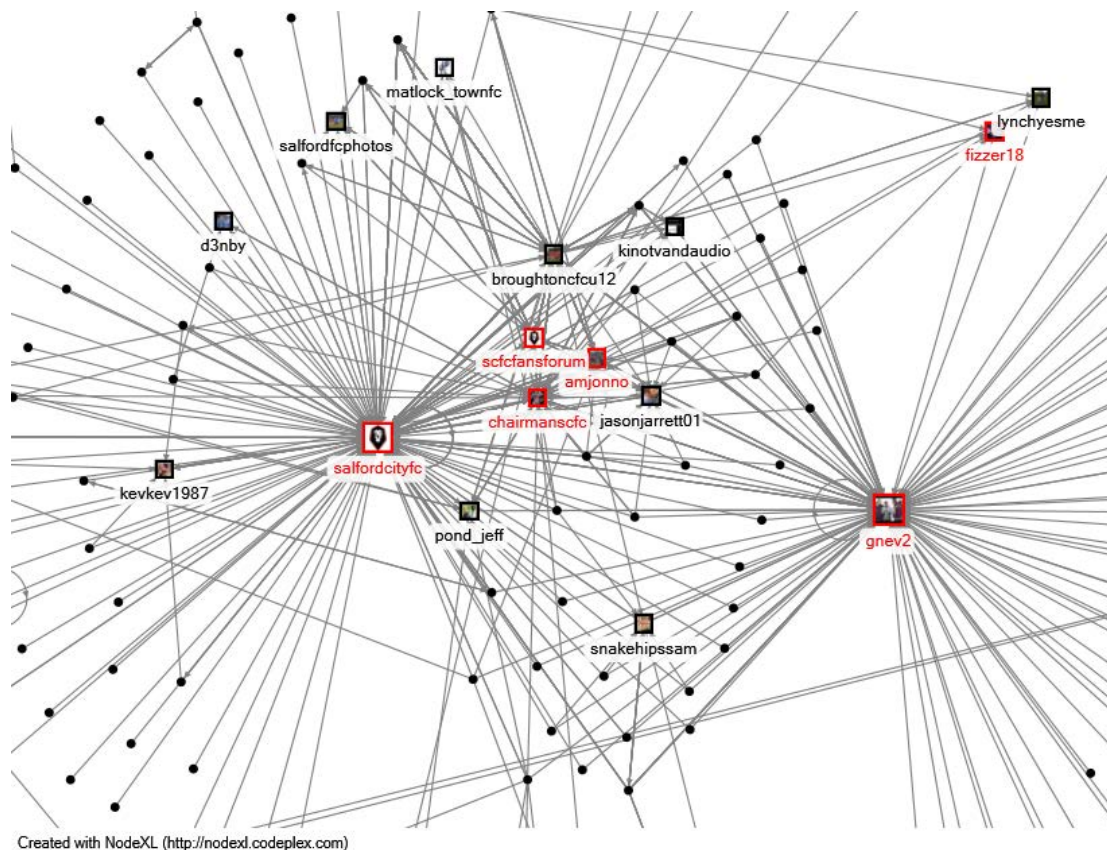 matlock_townfc
lynchyesme
salfordfcphotos
fizzer18
d3nby
kinotvandaudio
broughtoncfcu12
scfcfansforum
amjonno
chairmanscfc
jasonjarrett01
salfordcityfc
kevkev1987
pond_jeff
gnev2
snakehipssam
Created with NodeXL (http://nodexl.codeplex.com)